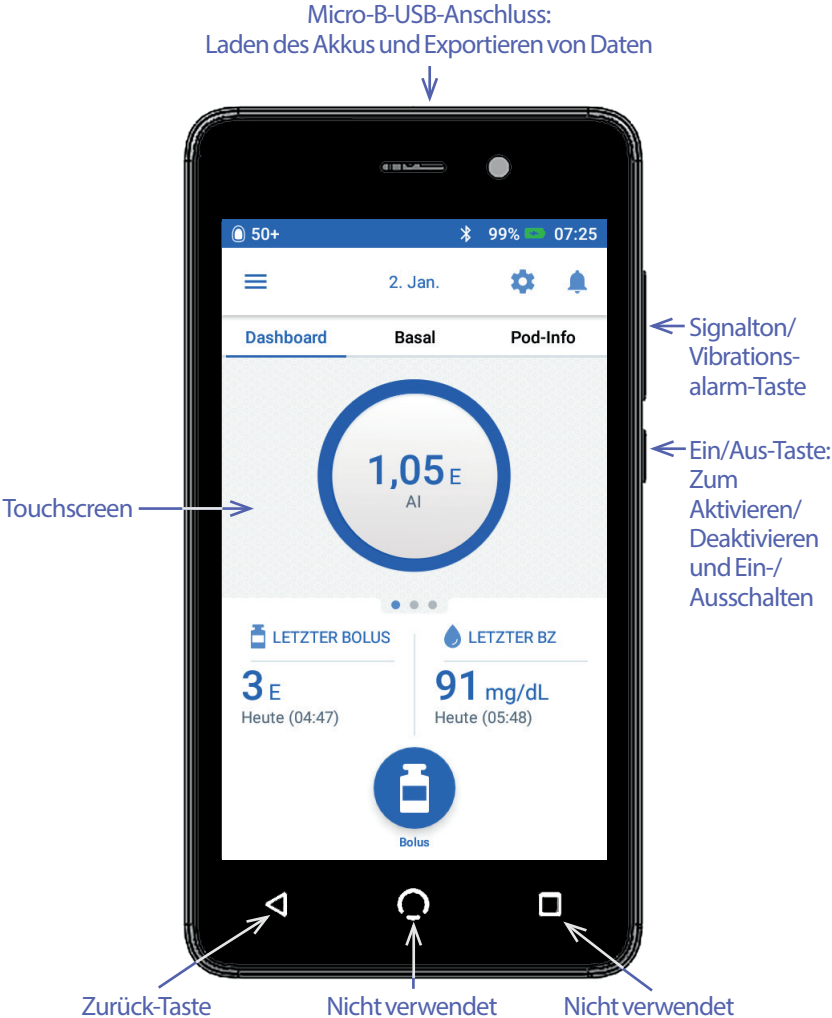 Micro-B-USB-Anschluss:
Laden des Akkus und Exportieren von Daten
50+
99%
07:25
2. Jan.
Dashboard
Basal
Pod-Info
1,05 E
AI
LETZTER BOLUS
3 E
Heute (04:47)
LETZTER BZ
91 mg/dL
Heute (05:48)
Bolus
Signalton/
Vibrations-
alarm-Taste
Ein/Aus-Taste:
Zum
Aktivieren/
Deaktivieren
und Ein-/
Ausschalten
Touchscreen
Zurück-Taste
Nicht verwendet
Nicht verwendet